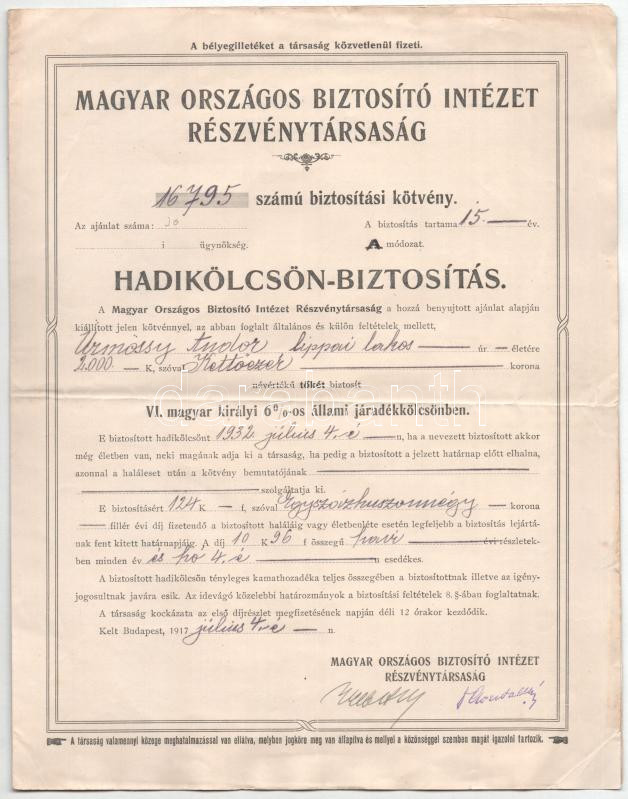 A bélyegilletéket a társaság közvetlenül fizeti.
MAGYAR ORSZÁGOS BIZTOSÍTÓ INTÉZET
RÉSZVÉNYTÁRSASÁG
16795 számú biztosítási kötvény.
Az ajánlat száma: A biztosítás tartama 15. — év.
i ügynökség. A módozat.
HADIKÖLCSÖN-BIZTOSÍTÁS.
A Magyar Országos Biztosító Intézet Részvénytársaság a hozzá benyujtott ajánlat alapján
kiállított jelen kötvénnyel, az abban foglalt általános és külön feltételek mellett,
Urmössy Andor lippai lakos — úr — életére
2.000. — K, szóval Kettőezer — korona
névértékű tőkét biztosít
VI. magyar királyi 6%-os állami járadékkölcsönben.
E biztosított hadikölcsönt 1932 július 4.-é — n, ha a nevezett biztosított akkor
még életben van, neki magának adja ki a társaság, ha pedig a biztosított a jelzett határnap előtt elhalna,
azonnal a haláleset után a kötvény bemutatójának —
— szolgáltatja ki.
E biztosításért 124 K — f, szóval Egyszázhuszonnégy — korona
— fillér évi díj fizetendő a biztosított haláláig vagy életbenléte esetén legfeljebb a biztosítás lejártá-
nak fent kitett határnapjáig. A díj 10 K 96 f összegű havi — évi részletek-
ben minden év és hó 4.-é — n esedékes.
A biztosított hadikölcsön tényleges kamathozadéka teljes összegében a biztosítottnak illetve az igény-
jogosultnak javára esik. Az idevágó közelebbi határozmányok a biztosítási feltételek 8. §-ában foglaltatnak.
A társaság kockázata az első díjrészlet megfizetésének napján déli 12 órakor kezdődik.
Kelt Budapest, 1917 július 4.-é — n.
MAGYAR ORSZÁGOS BIZTOSÍTÓ INTÉZET
RÉSZVÉNYTÁRSASÁG
A társaság valamennyi közege meghatalmazással van ellátva, melyben jogköre meg van állapítva és mellyel a közönséggel szemben magát igazolni tartozik.
darabanth